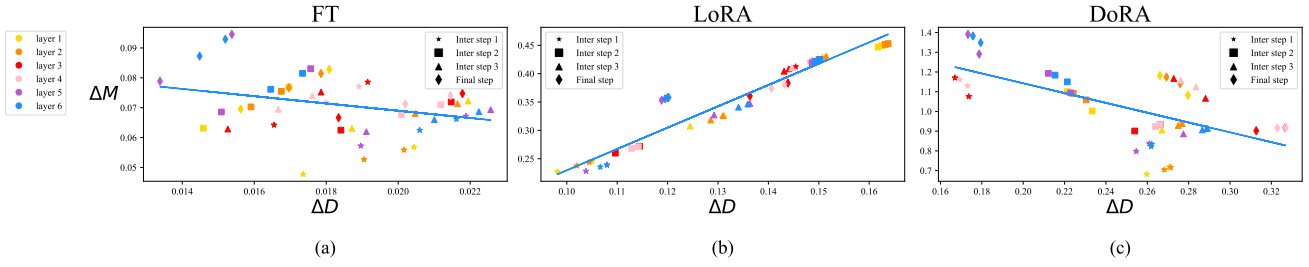 FT
LoRA
DoRA
layer 1
layer 2
layer 3
layer 4
layer 5
layer 6
ΔM
0.09
0.08
0.07
0.06
0.05
Inter step 1
Inter step 2
Inter step 3
Final step
0.014 0.016 0.018 0.020 0.022
ΔD
(a)
0.45
0.40
0.35
0.30
0.25
Inter step 1
Inter step 2
Inter step 3
Final step
0.10 0.11 0.12 0.13 0.14 0.15 0.16
ΔD
(b)
1.4
1.3
1.2
1.1
1.0
0.9
0.8
0.7
Inter step 1
Inter step 2
Inter step 3
Final step
0.16 0.18 0.20 0.22 0.24 0.26 0.28 0.30 0.32
ΔD
(c)